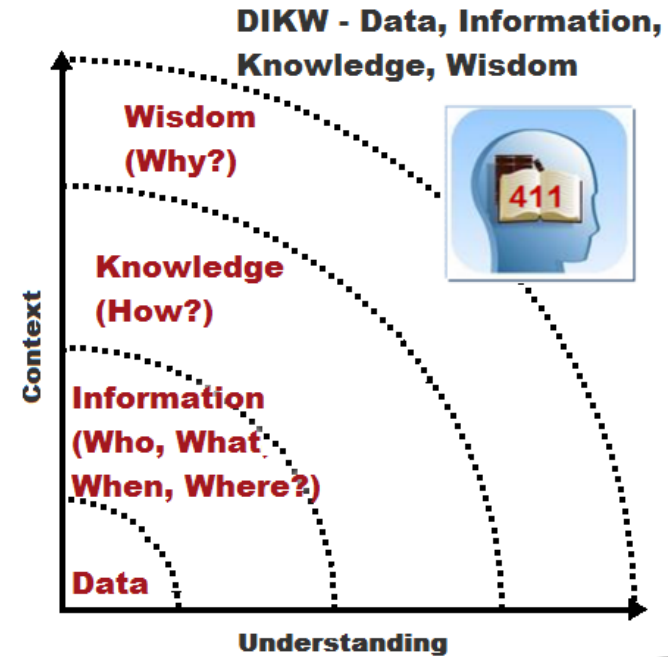 DIKW - Data, Information,
Knowledge, Wisdom
Wisdom
(Why?)
411
Knowledge
(How?)
Context
Information
(Who, What,
When, Where?)
Data
Understanding